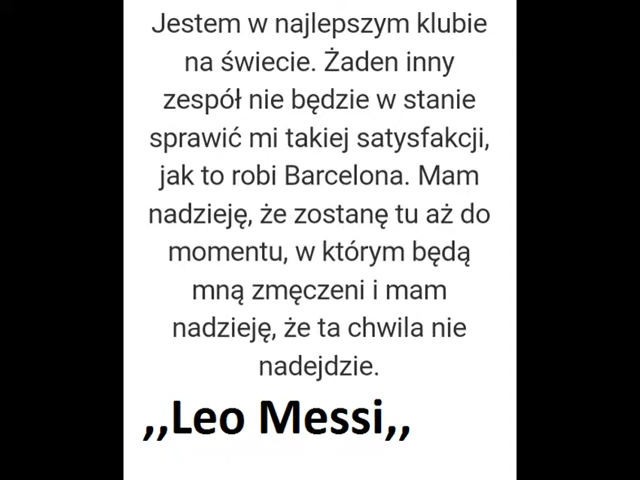 Jestem w najlepszym klubie
na świecie. Żaden inny
zespół nie będzie w stanie
sprawić mi takiej satysfakcji,
jak to robi Barcelona. Mam
nadzieję, że zostanę tu aż do
momentu, w którym będą
mną zmęczeni i mam
nadzieję, że ta chwila nie
nadejdzie.
,,Leo Messi,,